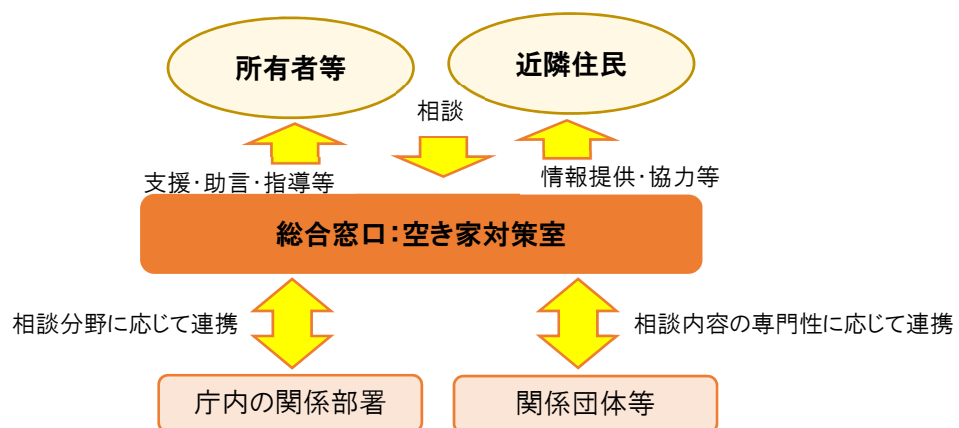 所有者等
近隣住民
相談
支援・助言・指導等
情報提供・協力等
総合窓口：空き家対策室
相談分野に応じて連携
相談内容の専門性に応じて連携
庁内の関係部署
関係団体等